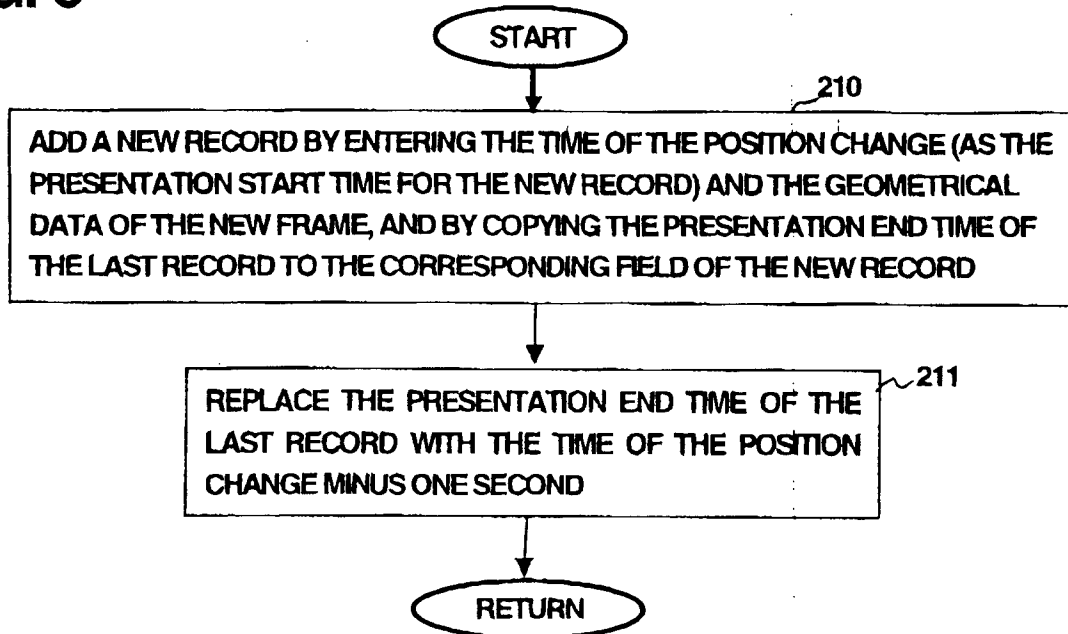 START
210
ADD A NEW RECORD BY ENTERING THE TIME OF THE POSITION CHANGE (AS THE
PRESENTATION START TIME FOR THE NEW RECORD) AND THE GEOMETRICAL
DATA OF THE NEW FRAME, AND BY COPYING THE PRESENTATION END TIME OF
THE LAST RECORD TO THE CORRESPONDING FIELD OF THE NEW RECORD
211
REPLACE THE PRESENTATION END TIME OF THE
LAST RECORD WITH THE TIME OF THE POSITION
CHANGE MINUS ONE SECOND
RETURN